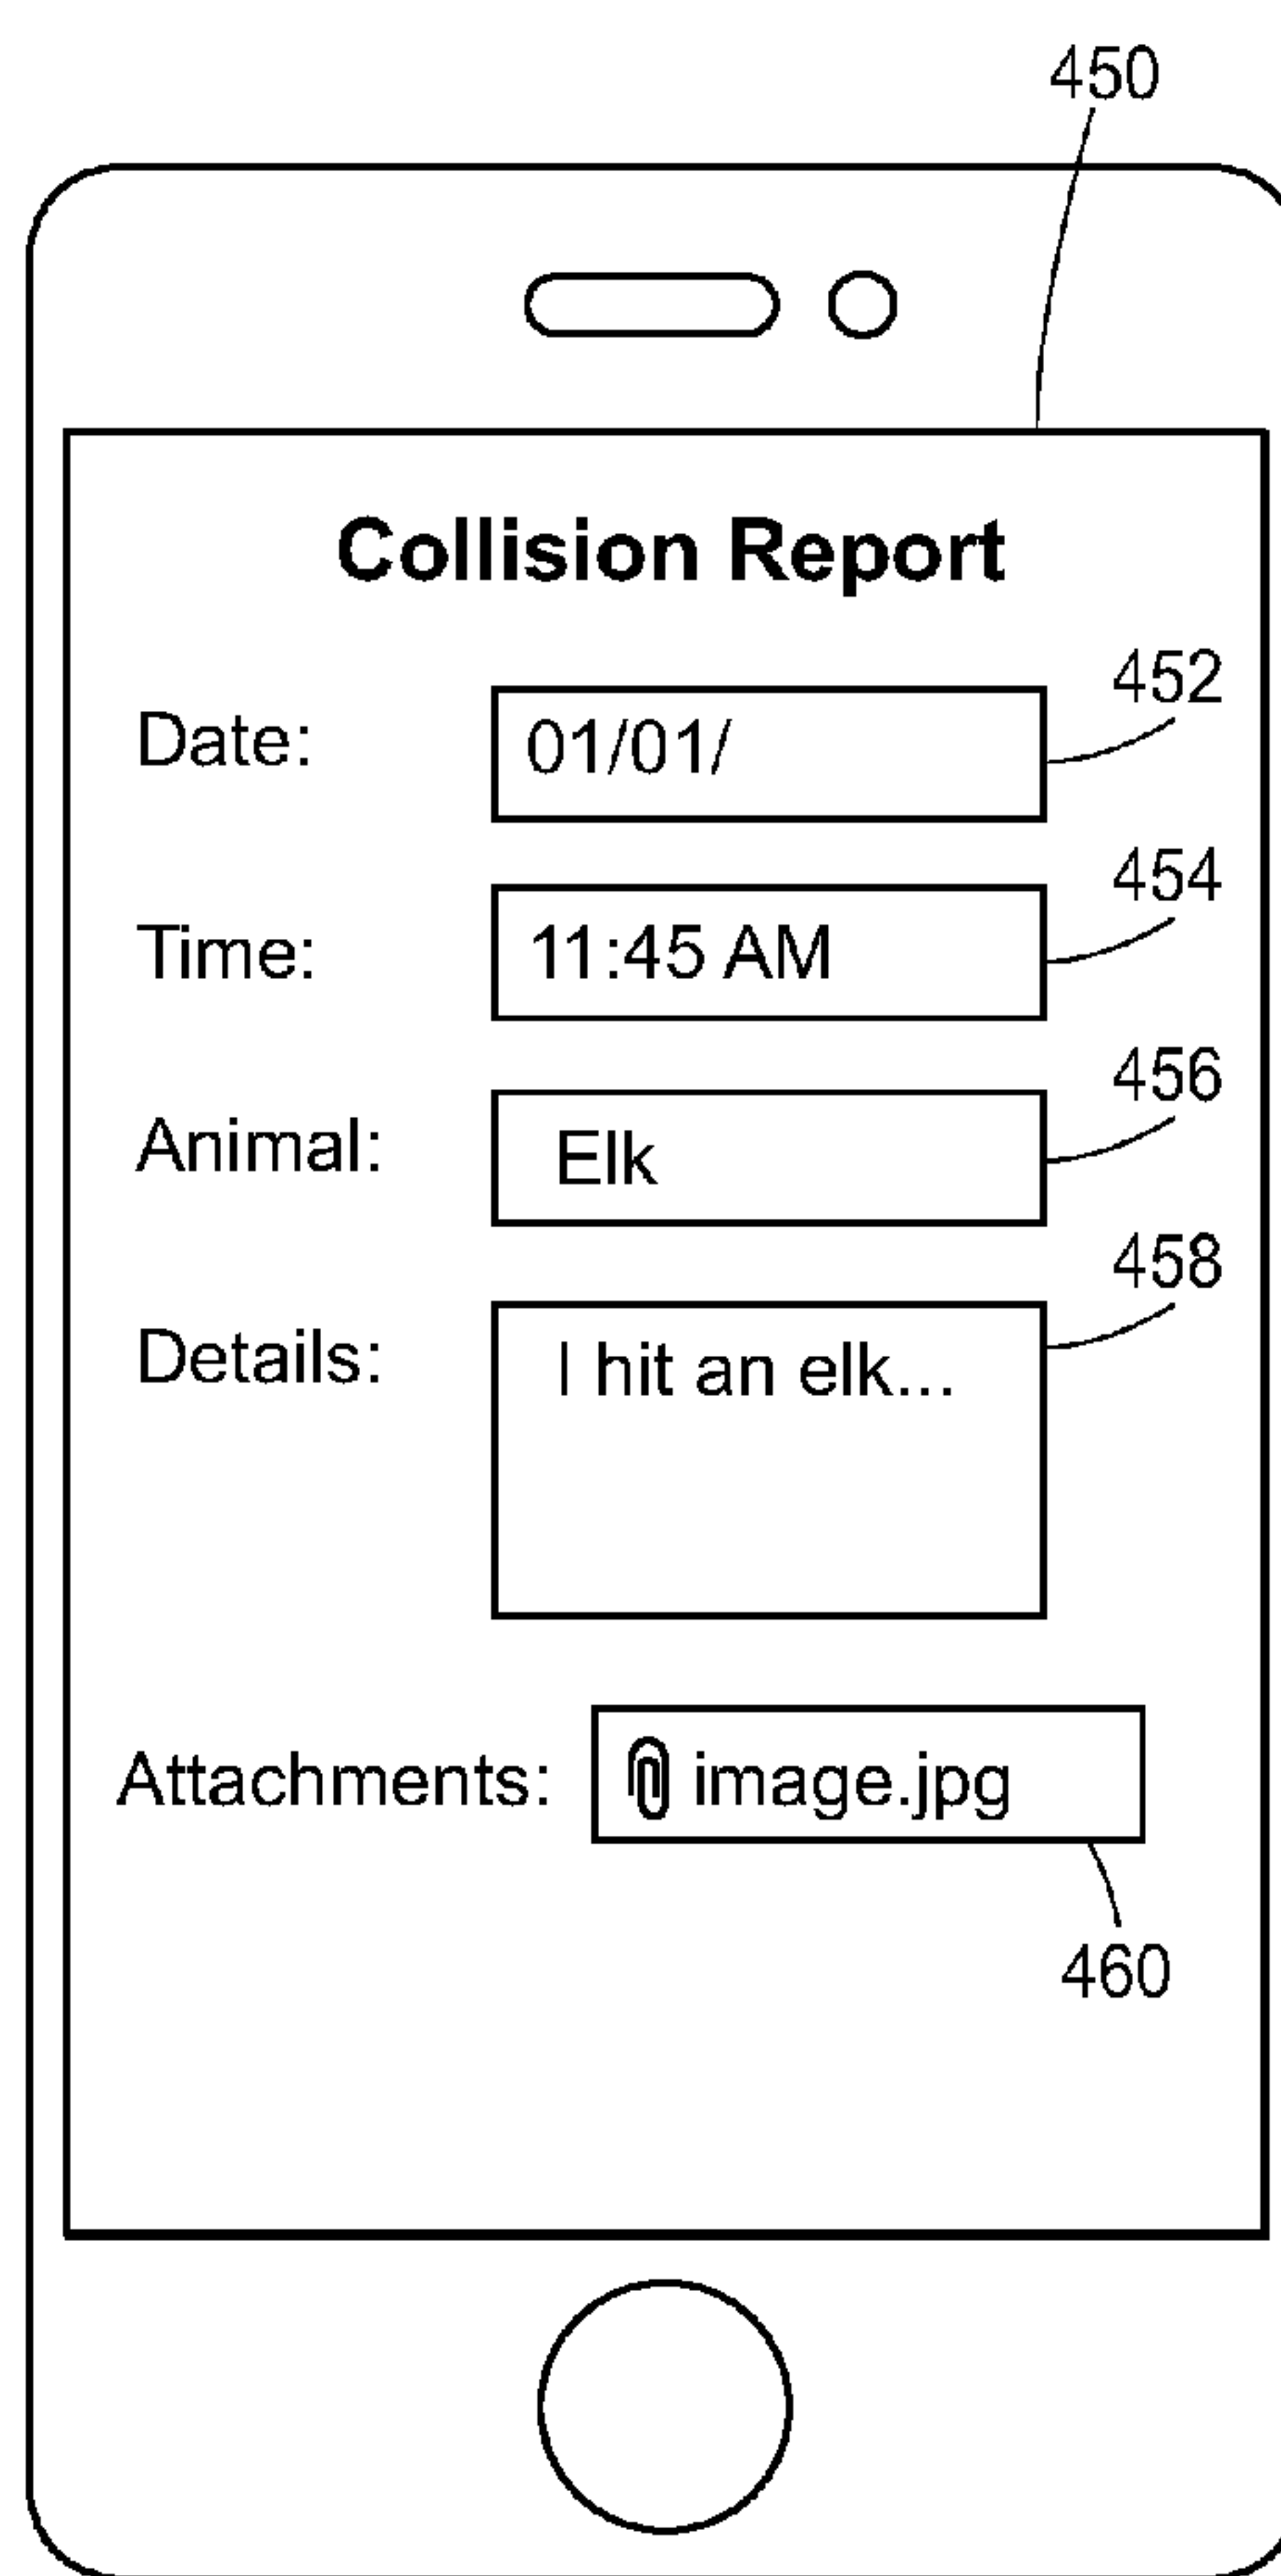 450
Collision Report
452
Date: 01/01/
454
Time: 11:45 AM
456
Animal: Elk
458
Details: I hit an elk...
Attachments: image.jpg
460